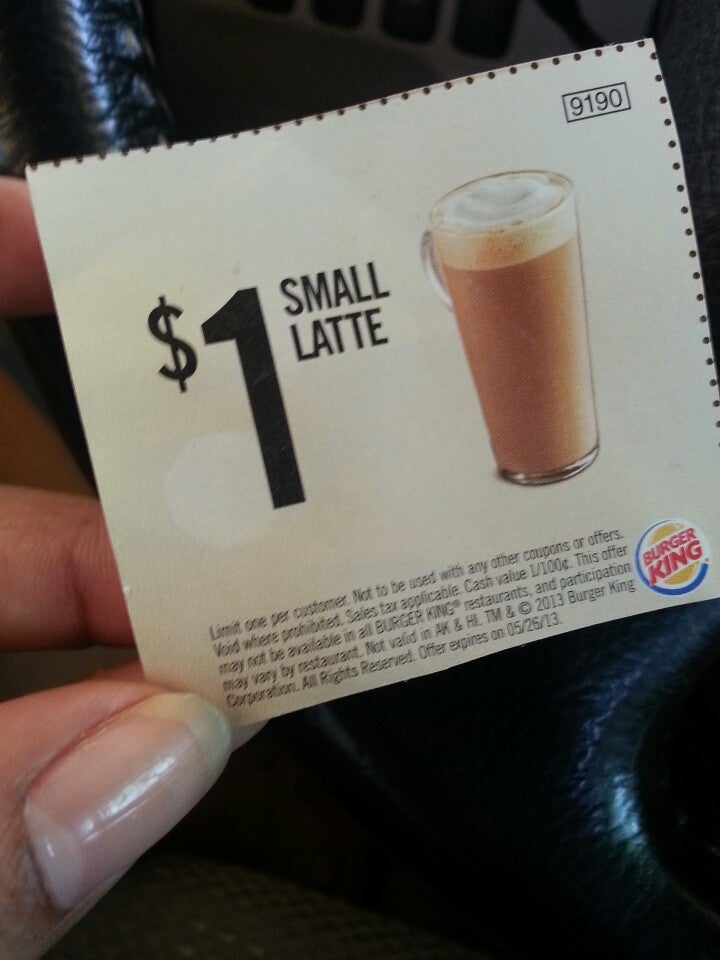 9190
$1 SMALL
LATTE
Limit one per customer. Not to be used with any other coupons or offers.
Void where prohibited. Sales tax applicable. Cash value 1/100¢. This offer
may not be available in all BURGER KING® restaurants, and participation
may vary by restaurant. Not valid in AK & HI. TM & © 2013 Burger King
Corporation. All Rights Reserved. Offer expires on 05/26/13.
BURGER
KING